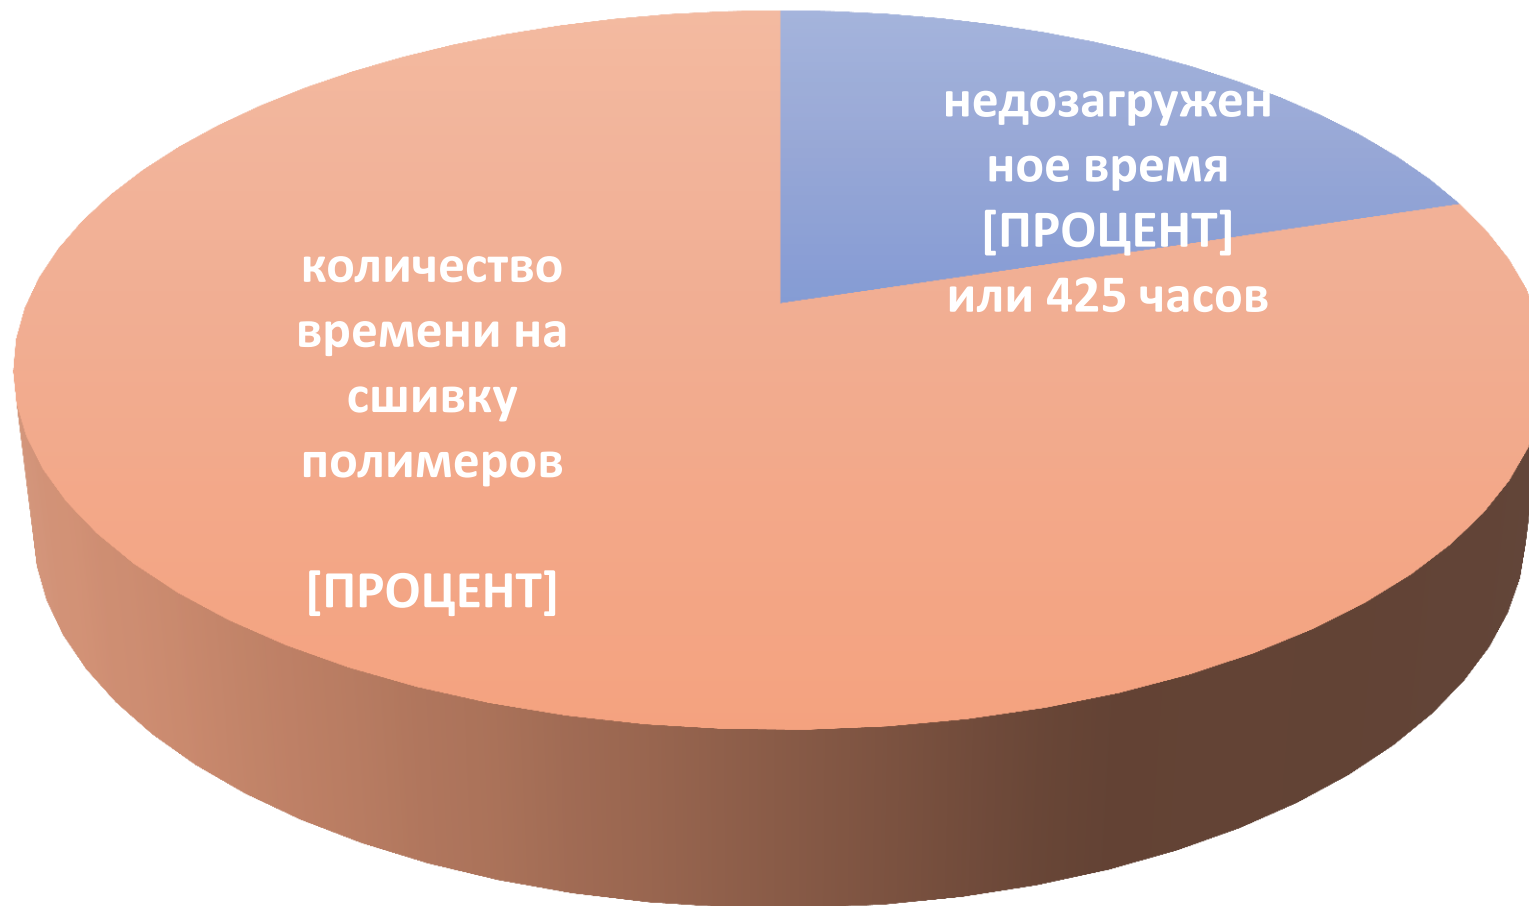 недозагружен
ное время
[ПРОЦЕНТ]
или 425 часов
количество
времени на
сшивку
полимеров
[ПРОЦЕНТ]